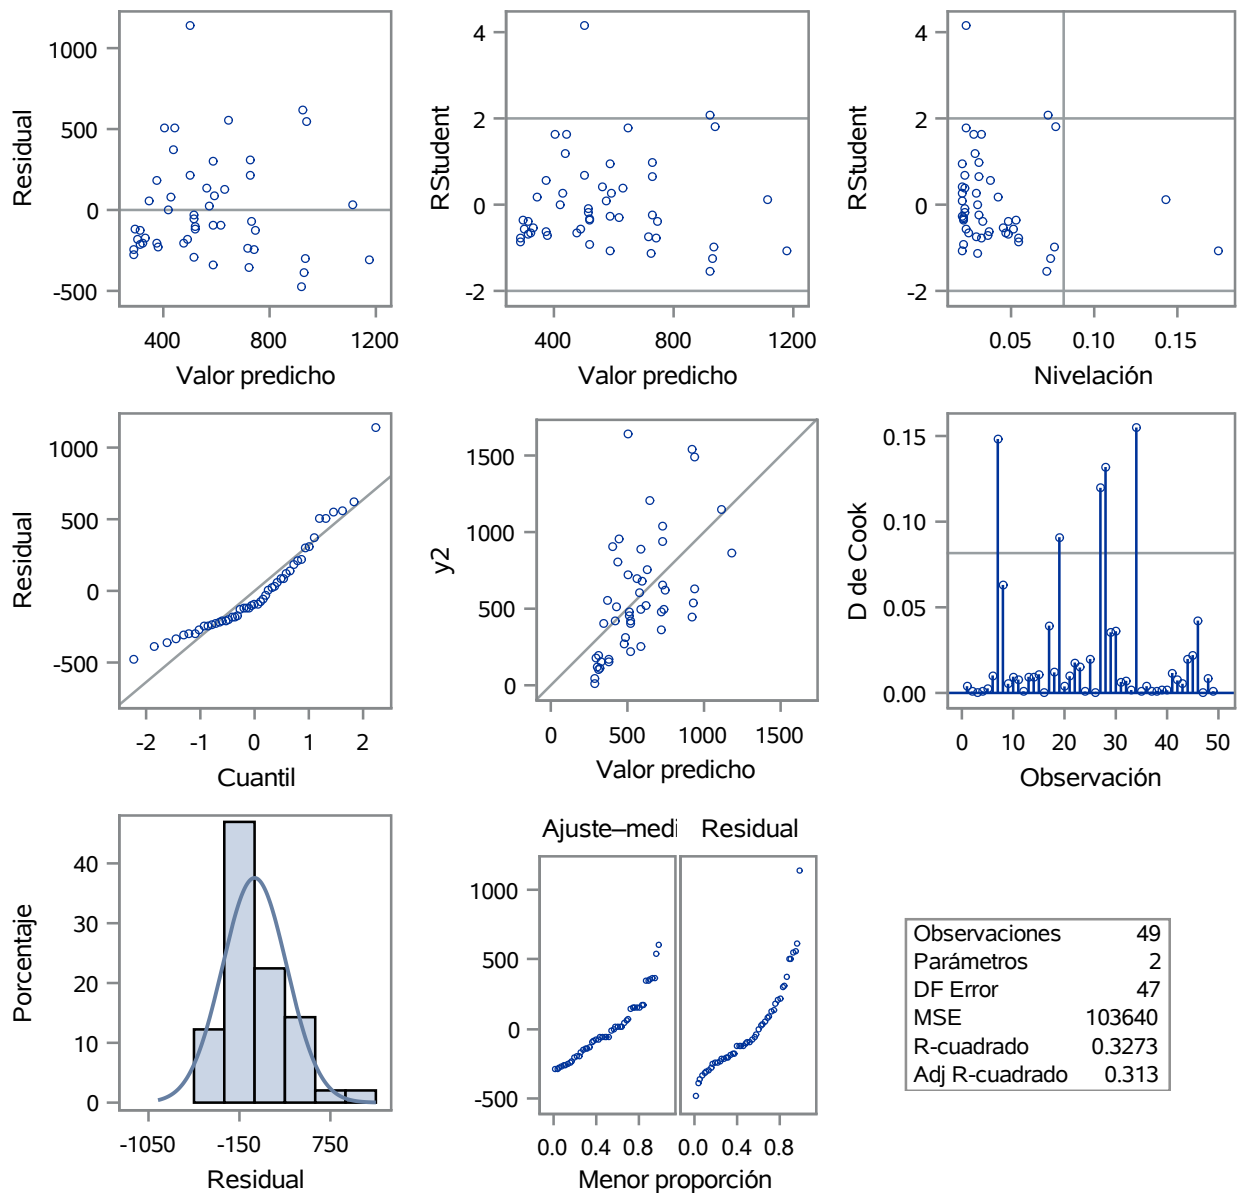 Residual
1000
500
0
-500
400
800
1200
Valor predicho
RStudent
4
2
0
-2
400
800
1200
Valor predicho
RStudent
4
2
0
-2
0.05
0.10
0.15
Nivelación
Residual
1000
500
0
-500
-2
-1
0
1
2
Cuantil
y2
1500
1000
500
0
0
500
1000
1500
Valor predicho
D de Cook
0.15
0.10
0.05
0.00
0
10
20
30
40
50
Observación
Porcentaje
40
30
20
10
0
-1050
-150
750
Residual
Ajuste–medi
Residual
1000
500
0
-500
0.0
0.4
0.8
0.0
0.4
0.8
Menor proporción
Observaciones 49
Parámetros 2
DF Error 47
MSE 103640
R-cuadrado 0.3273
Adj R-cuadrado 0.313